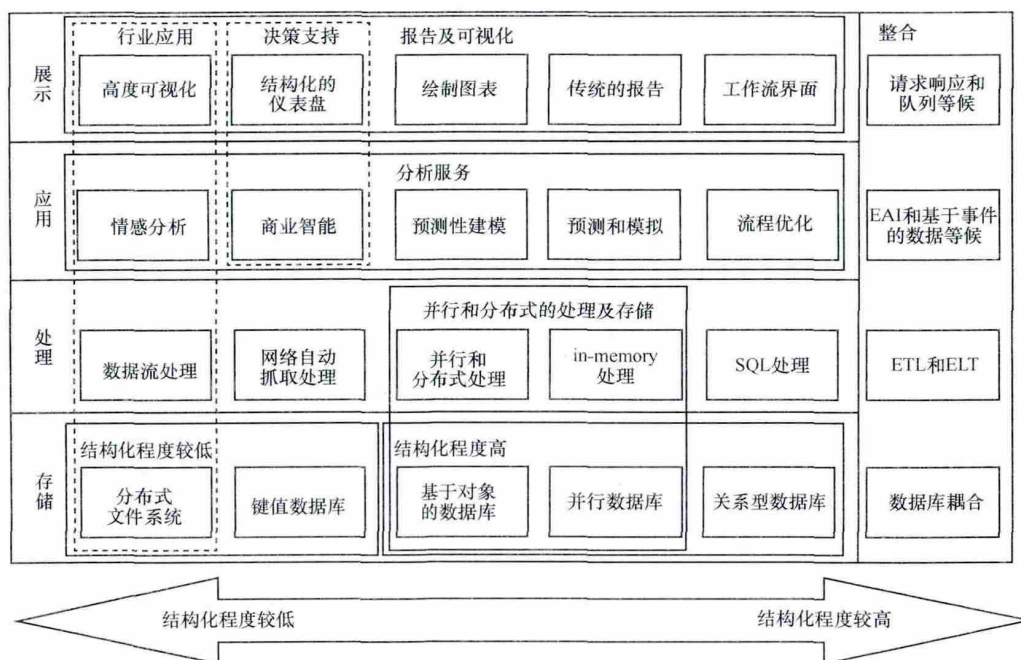 行业应用
决策支持
报告及可视化
整合
展示
高度可视化
结构化的
仪表盘
绘制图表
传统的报告
工作流界面
请求响应和
队列等候
分析服务
应用
情感分析
商业智能
预测性建模
预测和模拟
流程优化
EAI和基于事件
的数据等候
并行和分布式的处理及存储
处理
数据流处理
网络自动
抓取处理
并行和
分布式处理
in-memory
处理
SQL处理
ETL和ELT
结构化程度较低
结构化程度高
存储
分布式
文件系统
键值数据库
基于对象
的数据库
并行数据库
关系型数据库
数据库耦合
结构化程度较低
结构化程度较高